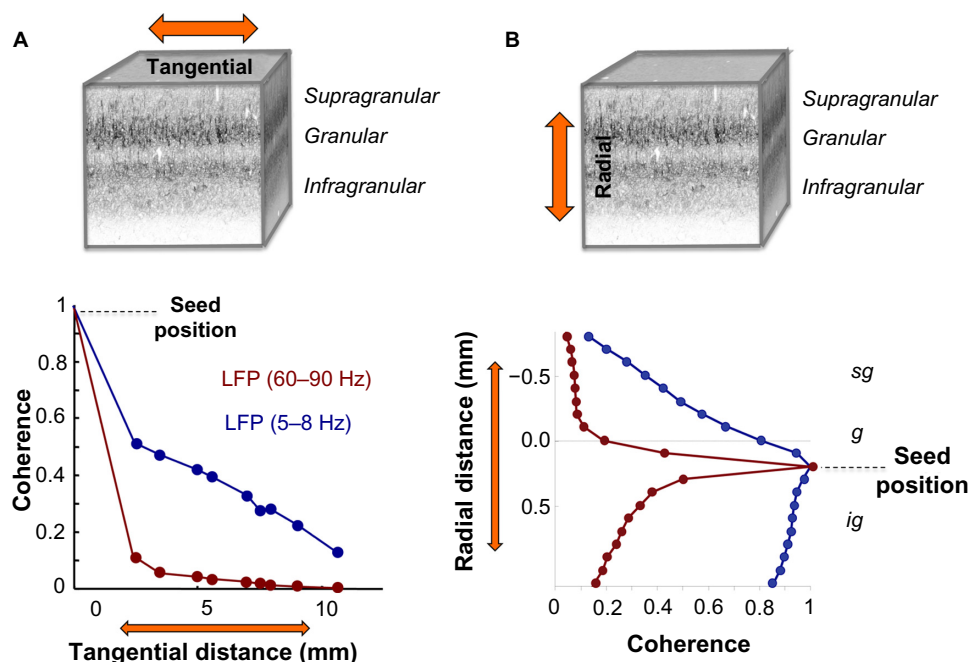 A
Tangential
Supragranular
Granular
Infragranular
B
Radial
Supragranular
Granular
Infragranular
1
0.8
0.6
0.4
0.2
0
Coherence
Seed
position
LFP (60–90 Hz)
LFP (5–8 Hz)
0
5
10
Tangential distance (mm)
Radial distance (mm)
−0.5
0.0
0.5
sg
g
ig
Seed
position
0
0.2
0.4
0.6
0.8
1
Coherence